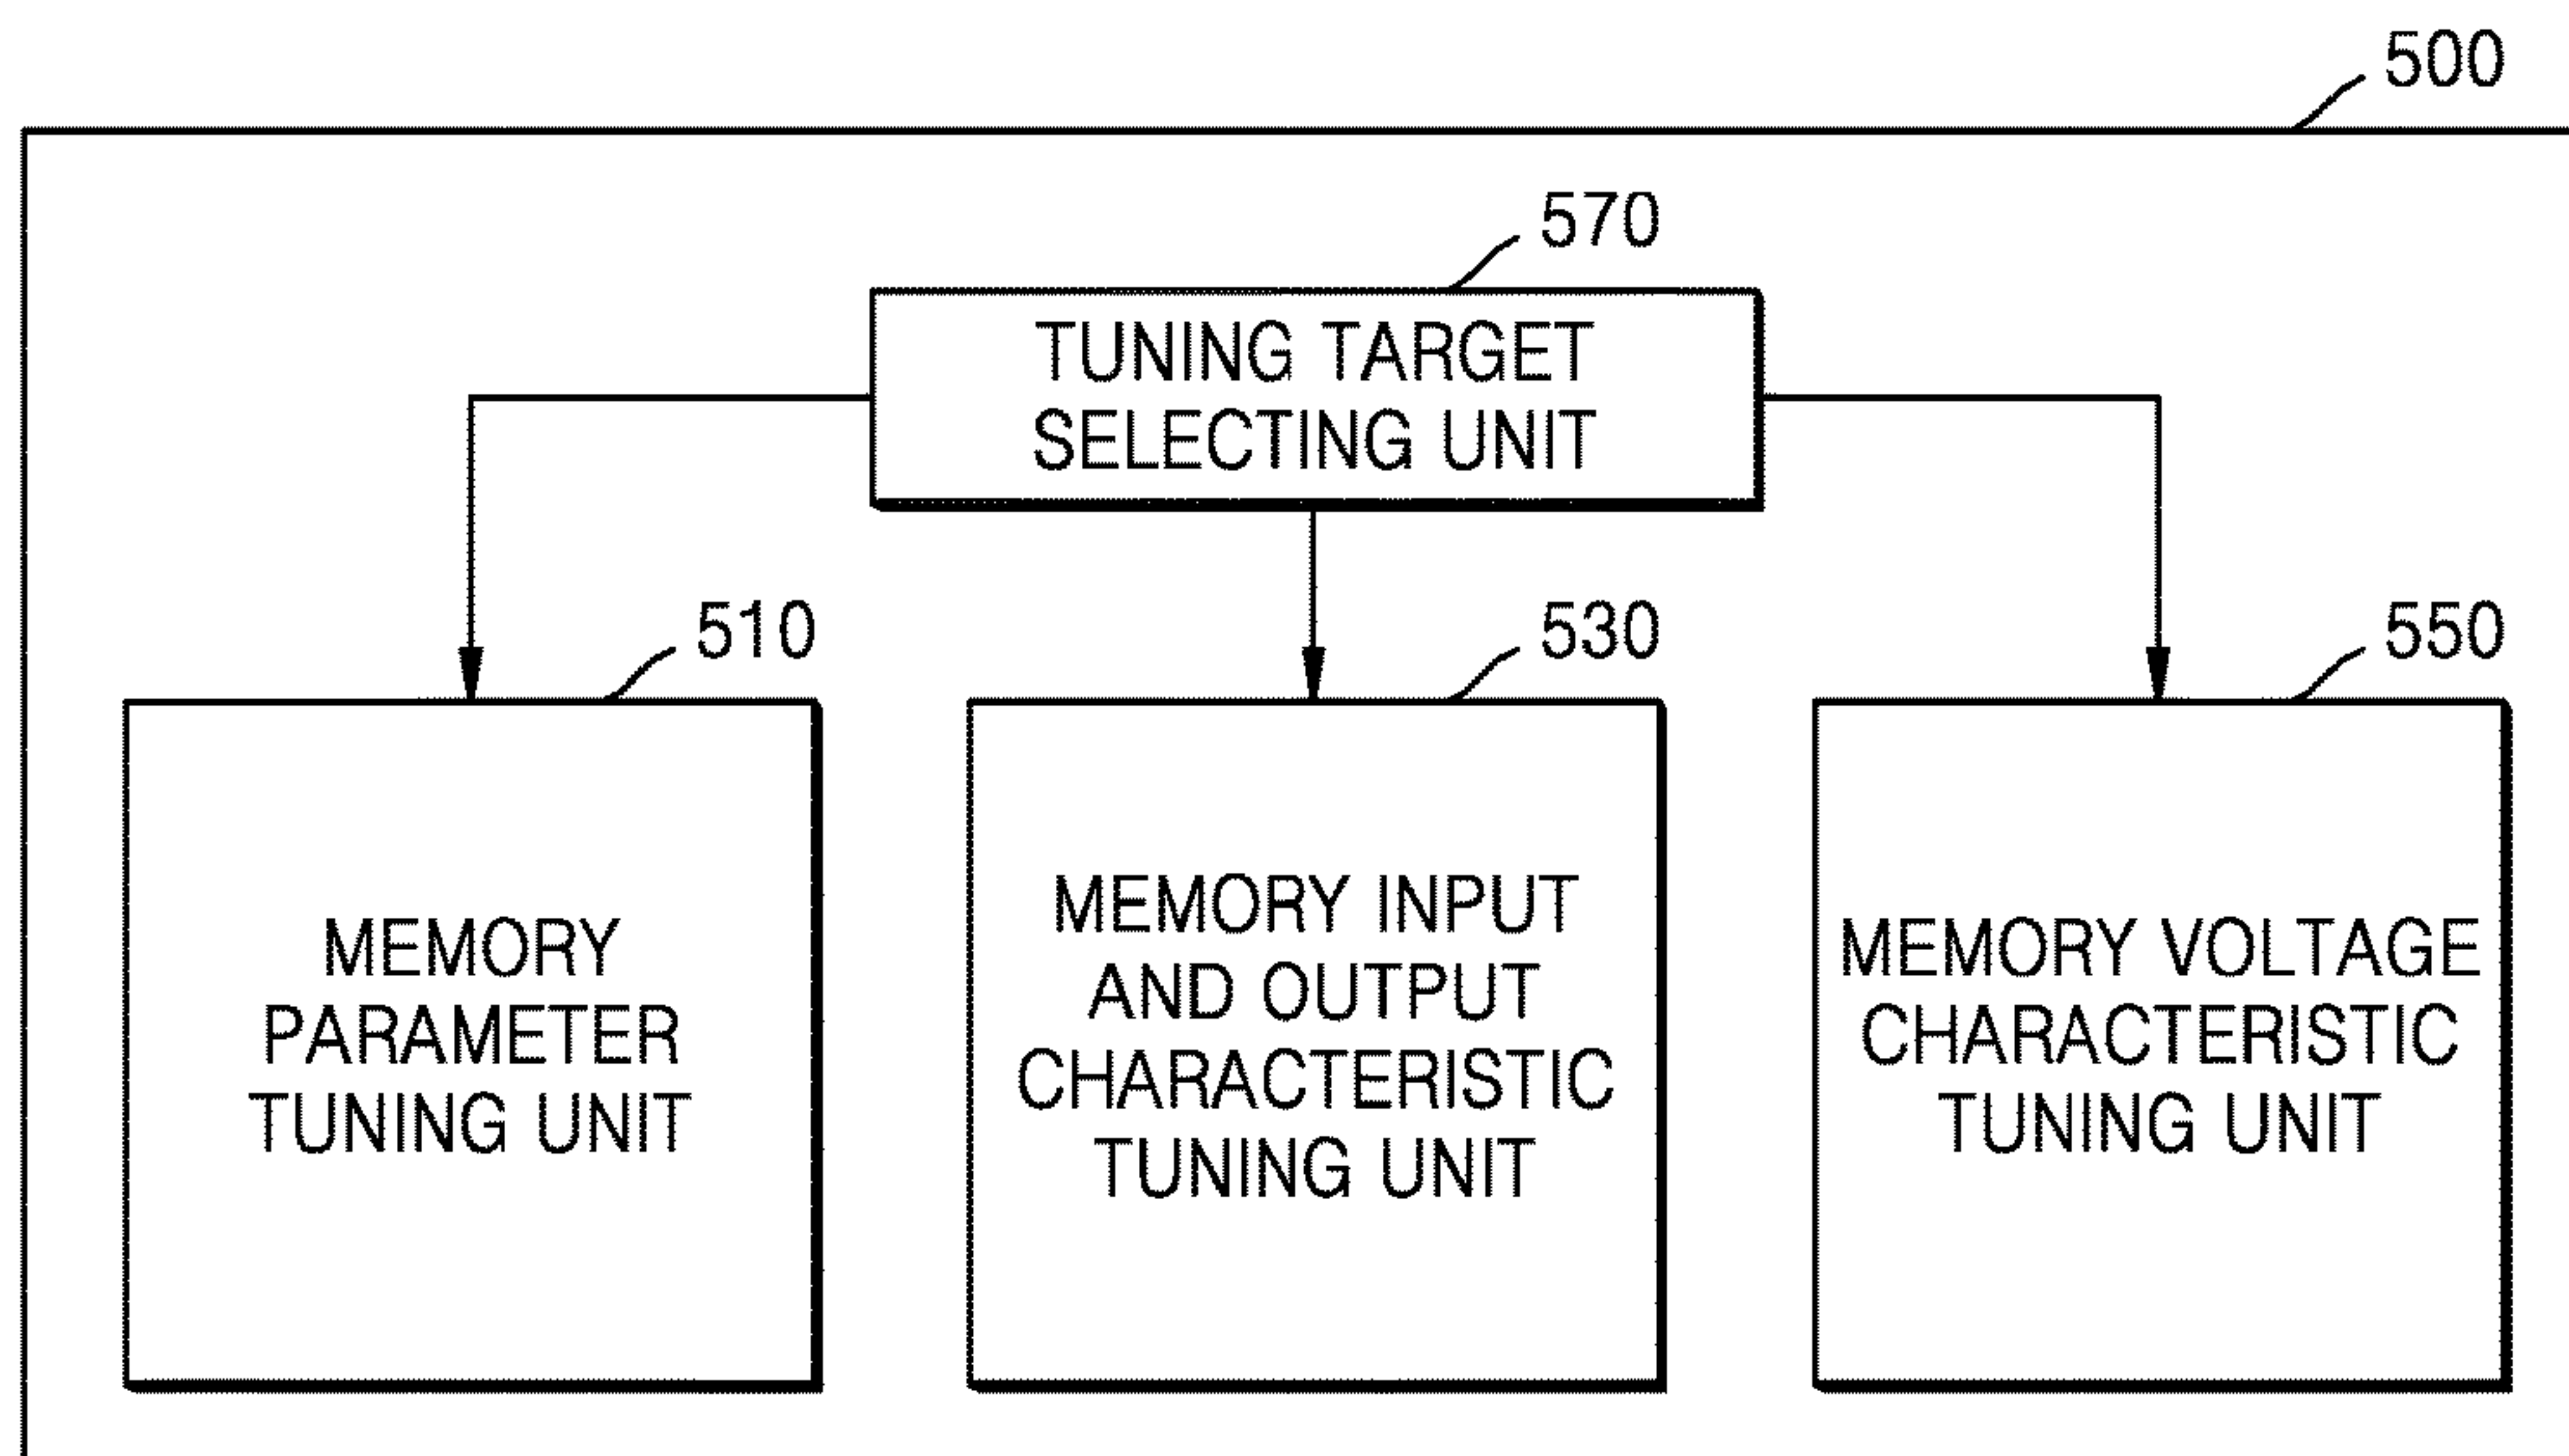 500
570
TUNING TARGET
SELECTING UNIT
510
530
550
MEMORY
PARAMETER
TUNING UNIT
MEMORY INPUT
AND OUTPUT
CHARACTERISTIC
TUNING UNIT
MEMORY VOLTAGE
CHARACTERISTIC
TUNING UNIT